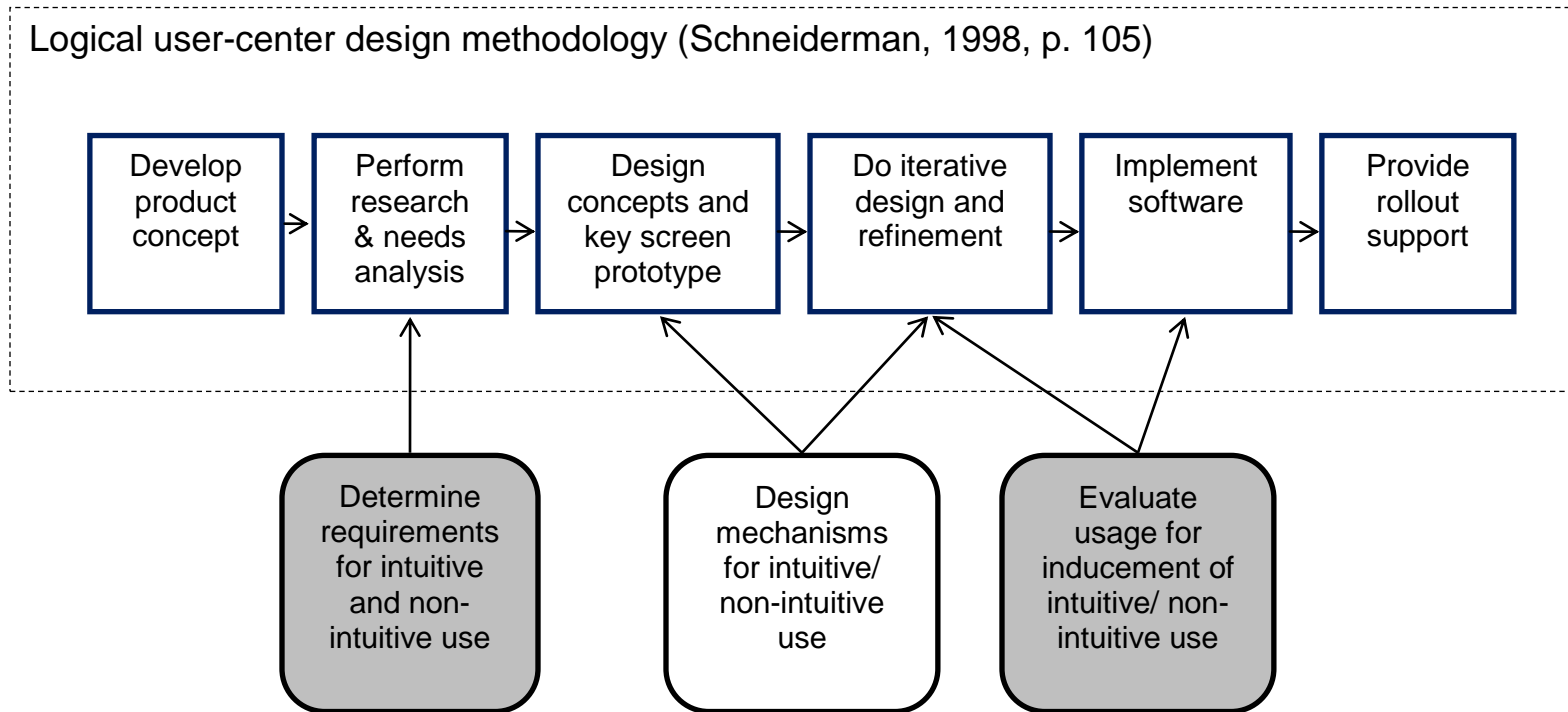 Logical user-center design methodology (Schneiderman, 1998, p. 105)
Develop
product
concept
Perform
research
& needs
analysis
Design
concepts and
key screen
prototype
Do iterative
design and
refinement
Implement
software
Provide
rollout
support
Determine
requirements
for intuitive
and non-
intuitive use
Design
mechanisms
for intuitive/
non-intuitive
use
Evaluate
usage for
inducement of
intuitive/ non-
intuitive use